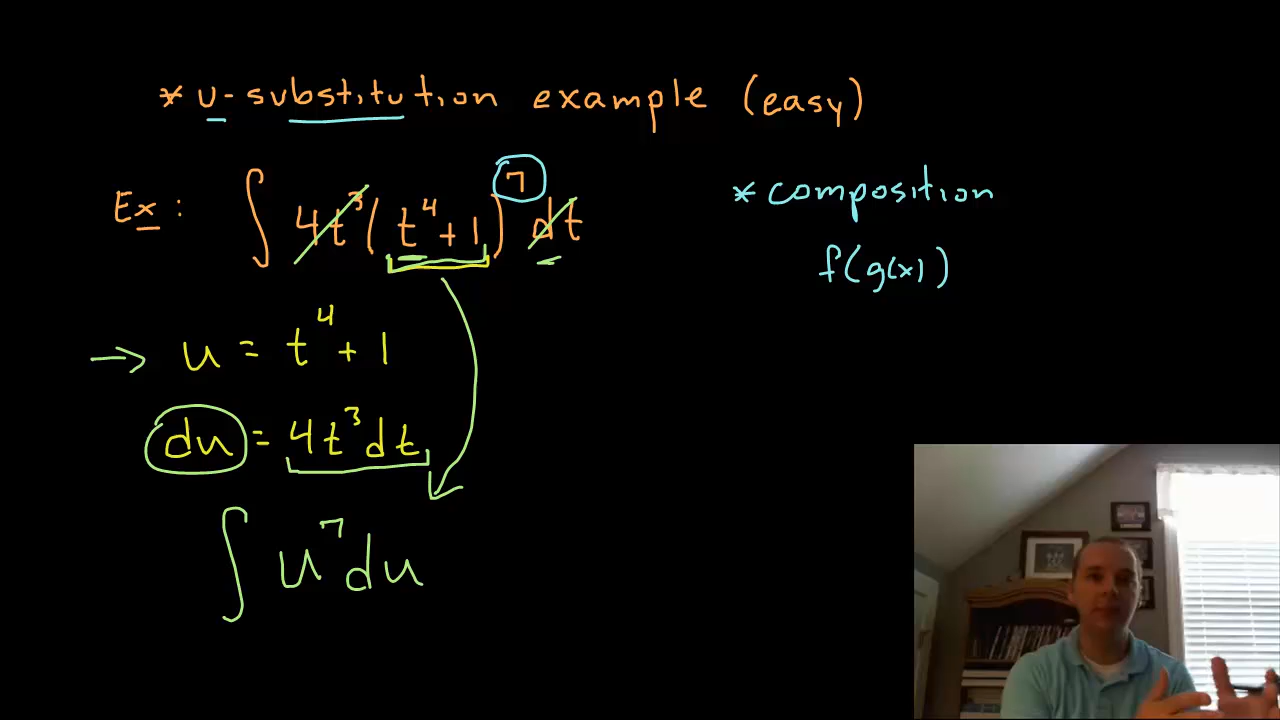 * u-substitution example (easy)
Ex: ∫ 4t³(t⁴+1)⁷ dt
* composition
f(g(x))
→ u = t⁴+1
du = 4t³dt
∫ u⁷du